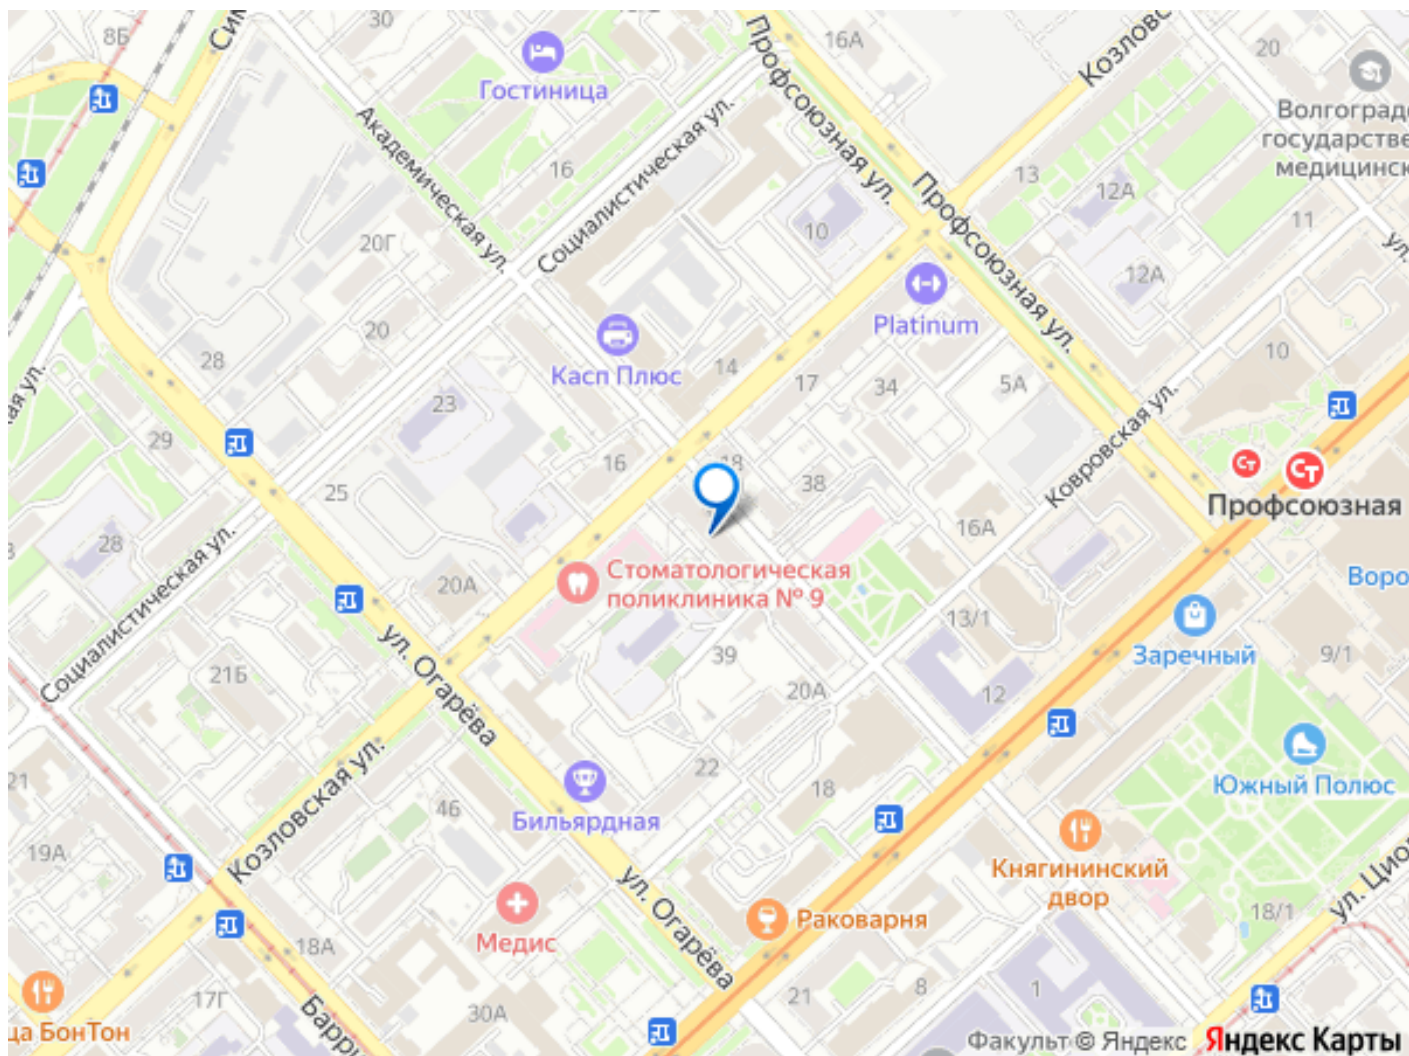 8Б
30
16А
20
Козловс
Гостиница
Профсоюзная ул.
Волгоград
государстве
медицинск
Академическая ул.
Социалистическая ул.
16
13
12А
Профсоюзная ул.
11
10
ул.
20Г
12А
Platinum
20
28
Касп Плюс
14
17
34
5А
10
кая ул.
23
Ковровская ул.
29
16
18
38
25
16А
Профсоюзная
28
Социалистическая ул.
20А
Стоматологическая
поликлиника № 9
Воро
13/1
Заречный
9/1
ул. Огарёва
39
21Б
20А
12
21
22
18
Южный Полюс
Козловская ул.
46
Бильярдная
19А
Княгининский
двор
ул. Огарёва
ул. Цио
18/1
Раковарня
Медис
18А
17Г
30А
21
8
1
Барри
ца БонТон
Факульт © Яндекс Яндекс Карты